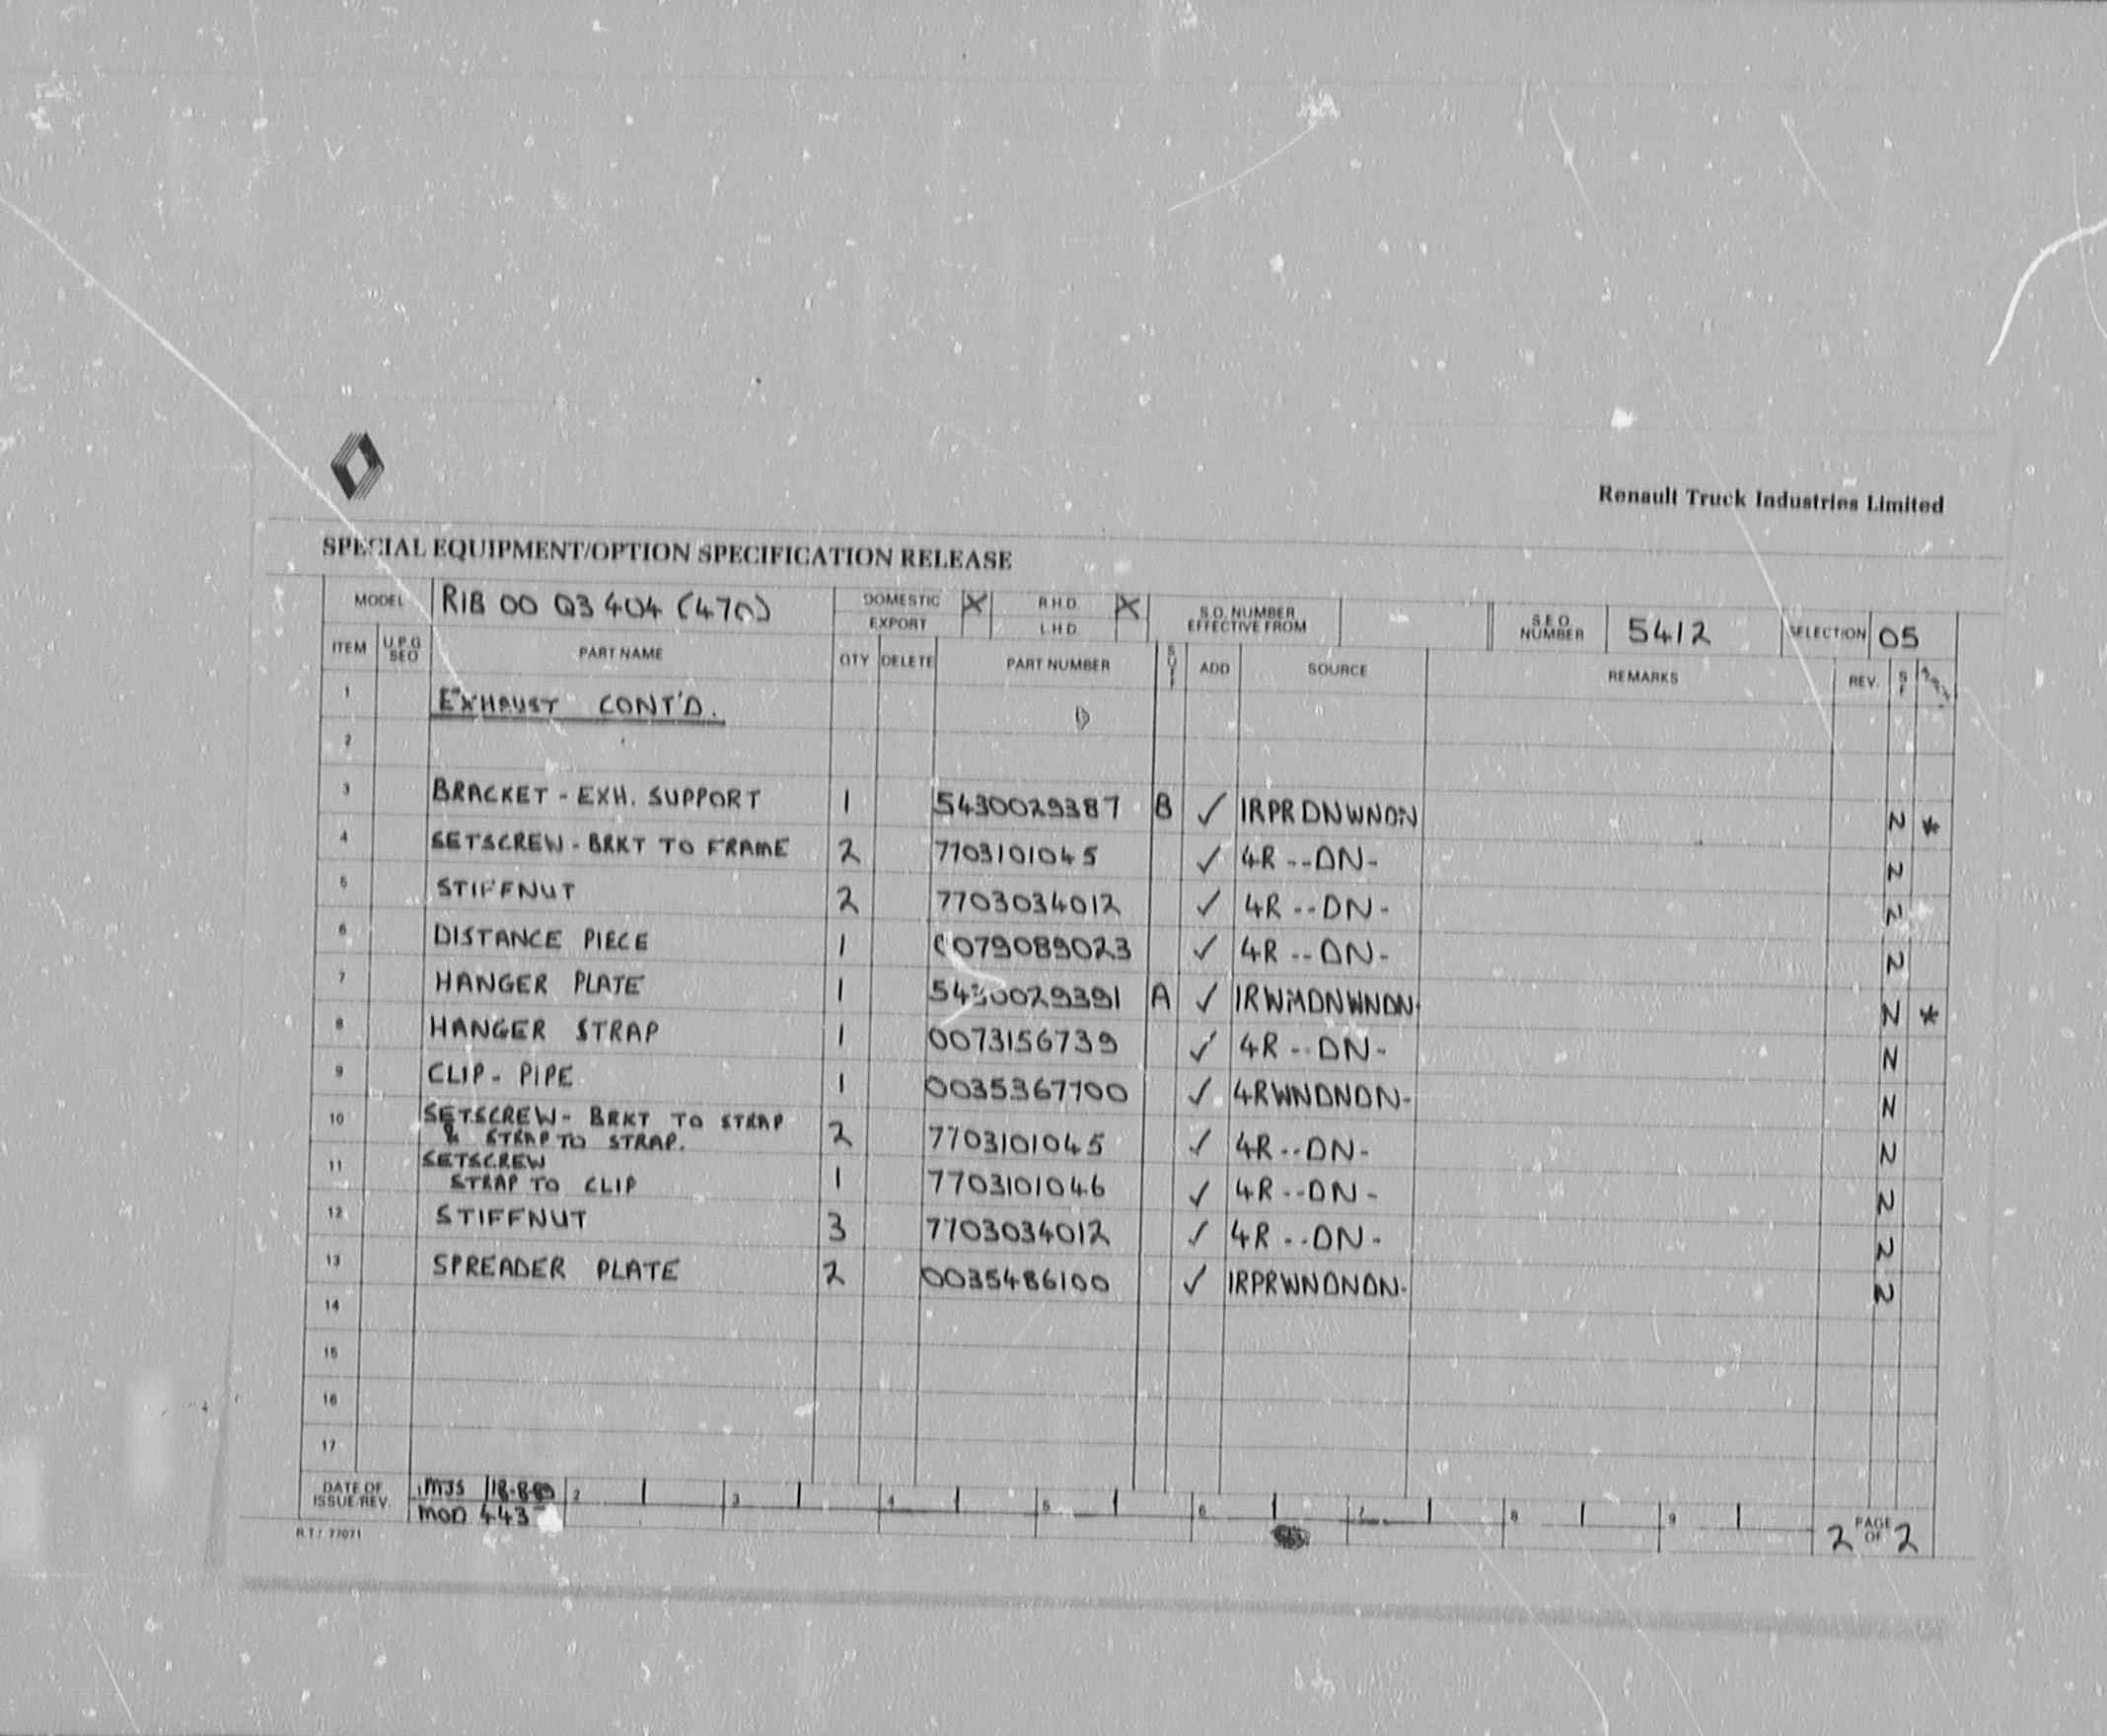 Renault Truck Industries Limited
SPECIAL EQUIPMENT/OPTION SPECIFICATION RELEASE
MODEL R1B 00 Q3 404 (470) DOMESTIC X R.H.D. X S.O. NUMBER S.E.O. 5412 SELECTION 05
EXPORT L.H.D. EFFECTIVE FROM NUMBER
ITEM U.P.G SEO PART NAME QTY DELETE PART NUMBER ADD SOURCE REMARKS REV. S F
1 EXHAUST CONT'D.
2
3 BRACKET - EXH. SUPPORT 1 5430029387 B ✓ IRPRDNWNDN N *
4 SETSCREW - BRKT TO FRAME 2 7703101045 ✓ 4R --DN- N
5 STIFFNUT 2 7703034012 ✓ 4R --DN- N
6 DISTANCE PIECE 1 0079089023 ✓ 4R --DN- N
7 HANGER PLATE 1 5430029391 A ✓ IRWMDNWNDN- N *
8 HANGER STRAP 1 0073156739 ✓ 4R --DN- N
9 CLIP - PIPE 1 0035367700 ✓ 4RWNDNDN- N
10 SETSCREW - BRKT TO STRAP
& STRAP TO STRAP. 2 7703101045 ✓ 4R --DN- N
11 SETSCREW
STRAP TO CLIP 1 7703101046 ✓ 4R --DN- N
12 STIFFNUT 3 7703034012 ✓ 4R --DN- N
13 SPREADER PLATE 2 0035486100 ✓ IRPRWNDNDN- N
14
15
16
17
DATE OF ISSUE/REV. MJS 2 3 4 5 6 7 8 9
MOD 443
R.T.I 77071
2 PAGE OF 2